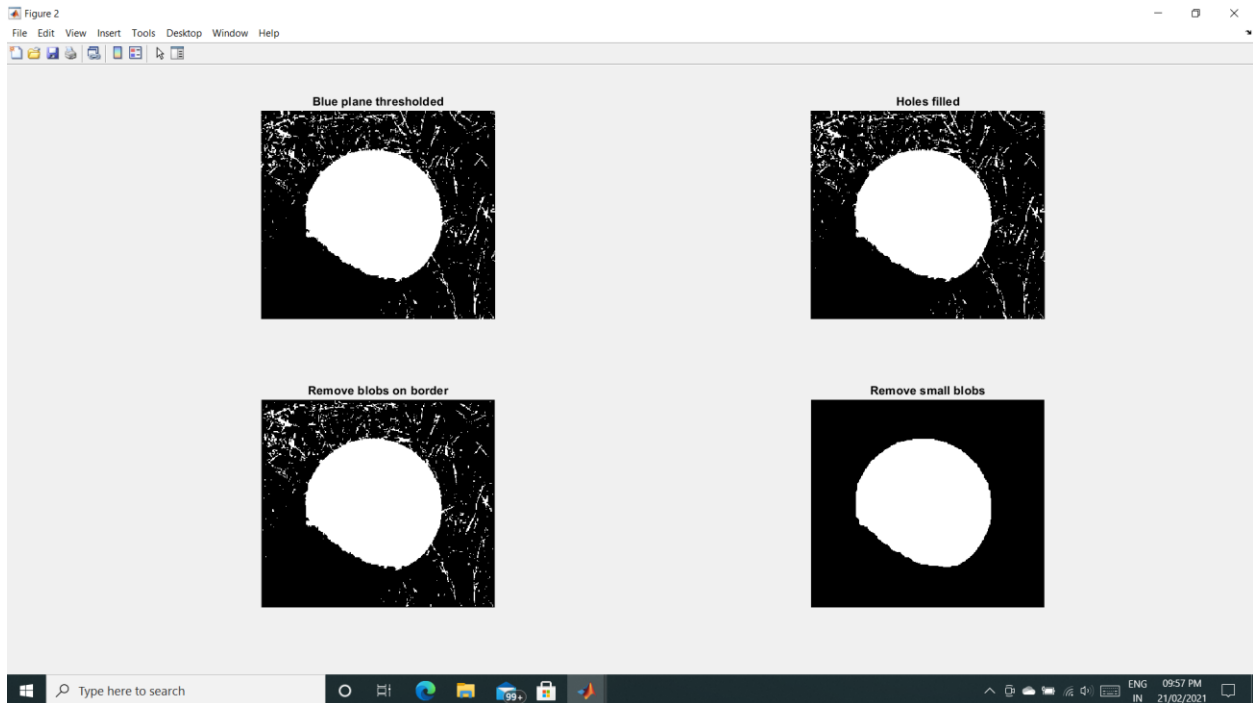 Figure 2
File Edit View Insert Tools Desktop Window Help
Blue plane thresholded
Holes filled
Remove blobs on border
Remove small blobs
Type here to search
99+
ENG
IN
09:57 PM
21/02/2021